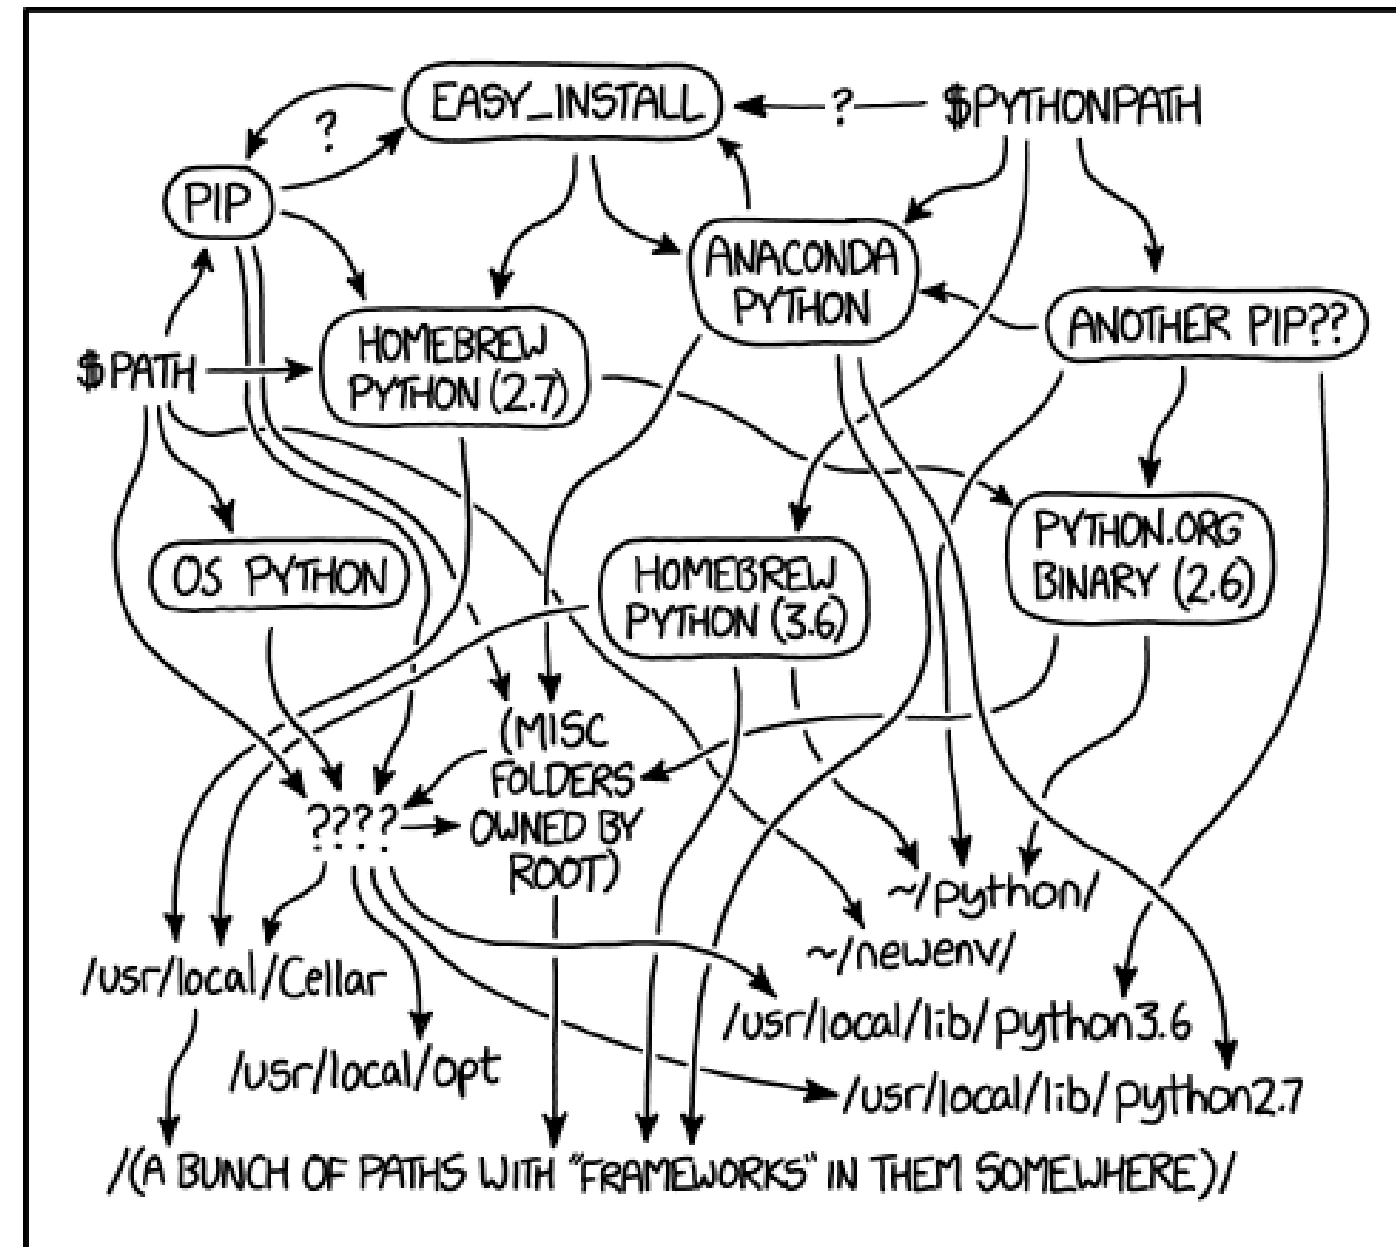 EASY_INSTALL
?
$PYTHONPATH
?
PIP
ANACONDA
PYTHON
ANOTHER PIP??
HOMEBREW
PYTHON (2.7)
$PATH
PYTHON.ORG
BINARY (2.6)
OS PYTHON
HOMEBREW
PYTHON (3.6)
(MISC
FOLDERS
OWNED BY
ROOT)
????
~/python/
~/newenv/
/usr/local/Cellar
/usr/local/lib/python3.6
/usr/local/opt
/usr/local/lib/python2.7
/(A BUNCH OF PATHS WITH "FRAMEWORKS" IN THEM SOMEWHERE)/